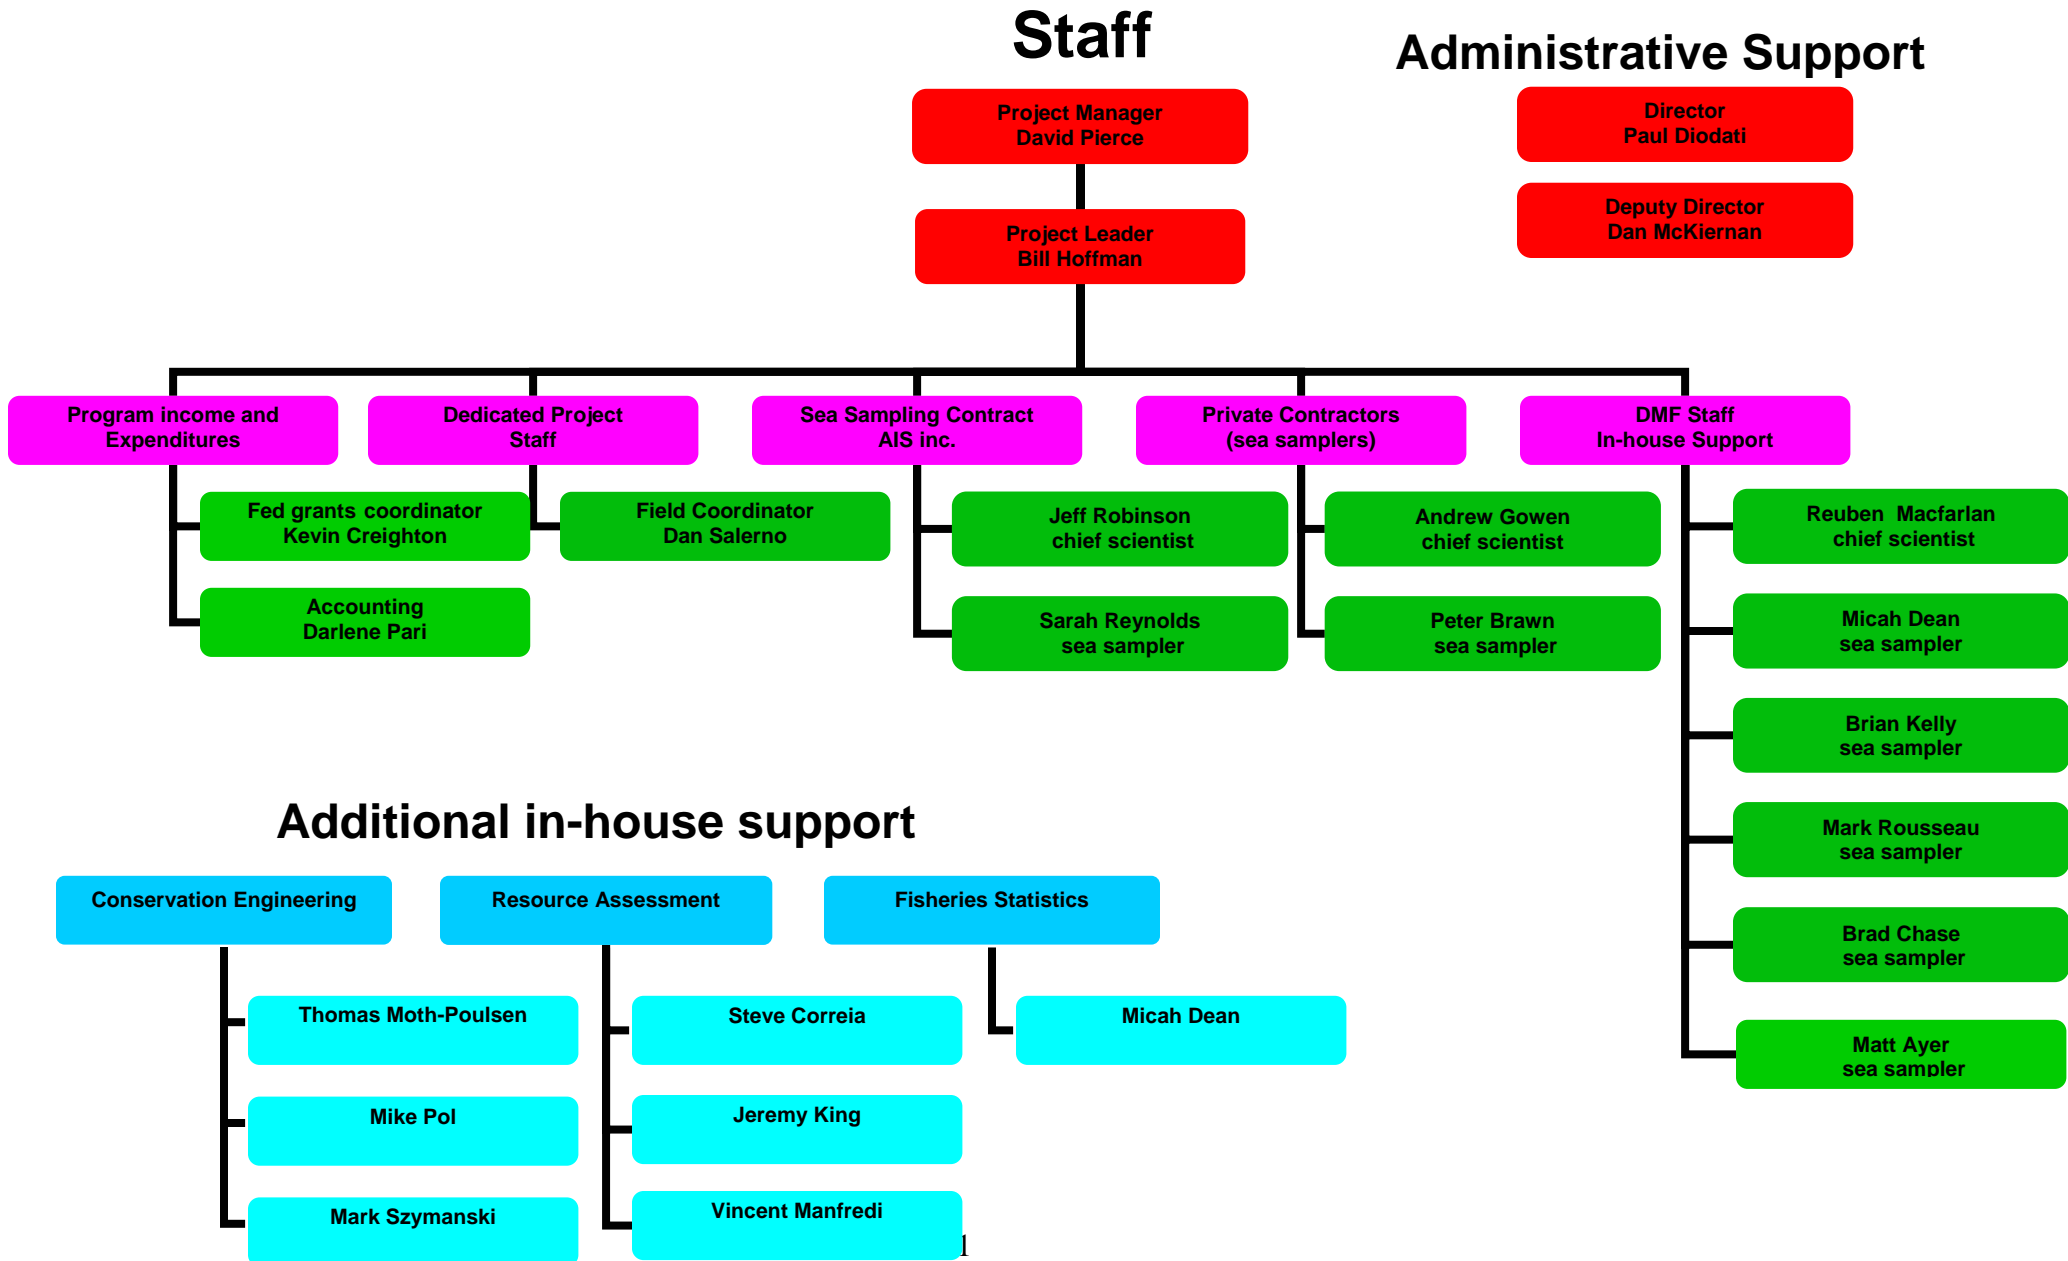 Staff
Administrative Support
Project Manager
David Pierce
Director
Paul Diodati
Deputy Director
Dan McKiernan
Project Leader
Bill Hoffman
Program income and
Expenditures
Dedicated Project
Staff
Sea Sampling Contract
AIS inc.
Private Contractors
(sea samplers)
DMF Staff
In-house Support
Fed grants coordinator
Kevin Creighton
Accounting
Darlene Pari
Field Coordinator
Dan Salerno
Jeff Robinson
chief scientist
Sarah Reynolds
sea sampler
Andrew Gowen
chief scientist
Peter Brawn
sea sampler
Reuben Macfarlan
chief scientist
Micah Dean
sea sampler
Brian Kelly
sea sampler
Mark Rousseau
sea sampler
Brad Chase
sea sampler
Matt Ayer
sea sampler
Additional in-house support
Conservation Engineering
Resource Assessment
Fisheries Statistics
Thomas Moth-Poulsen
Mike Pol
Mark Szymanski
Steve Correia
Jeremy King
Vincent Manfredi
Micah Dean
1